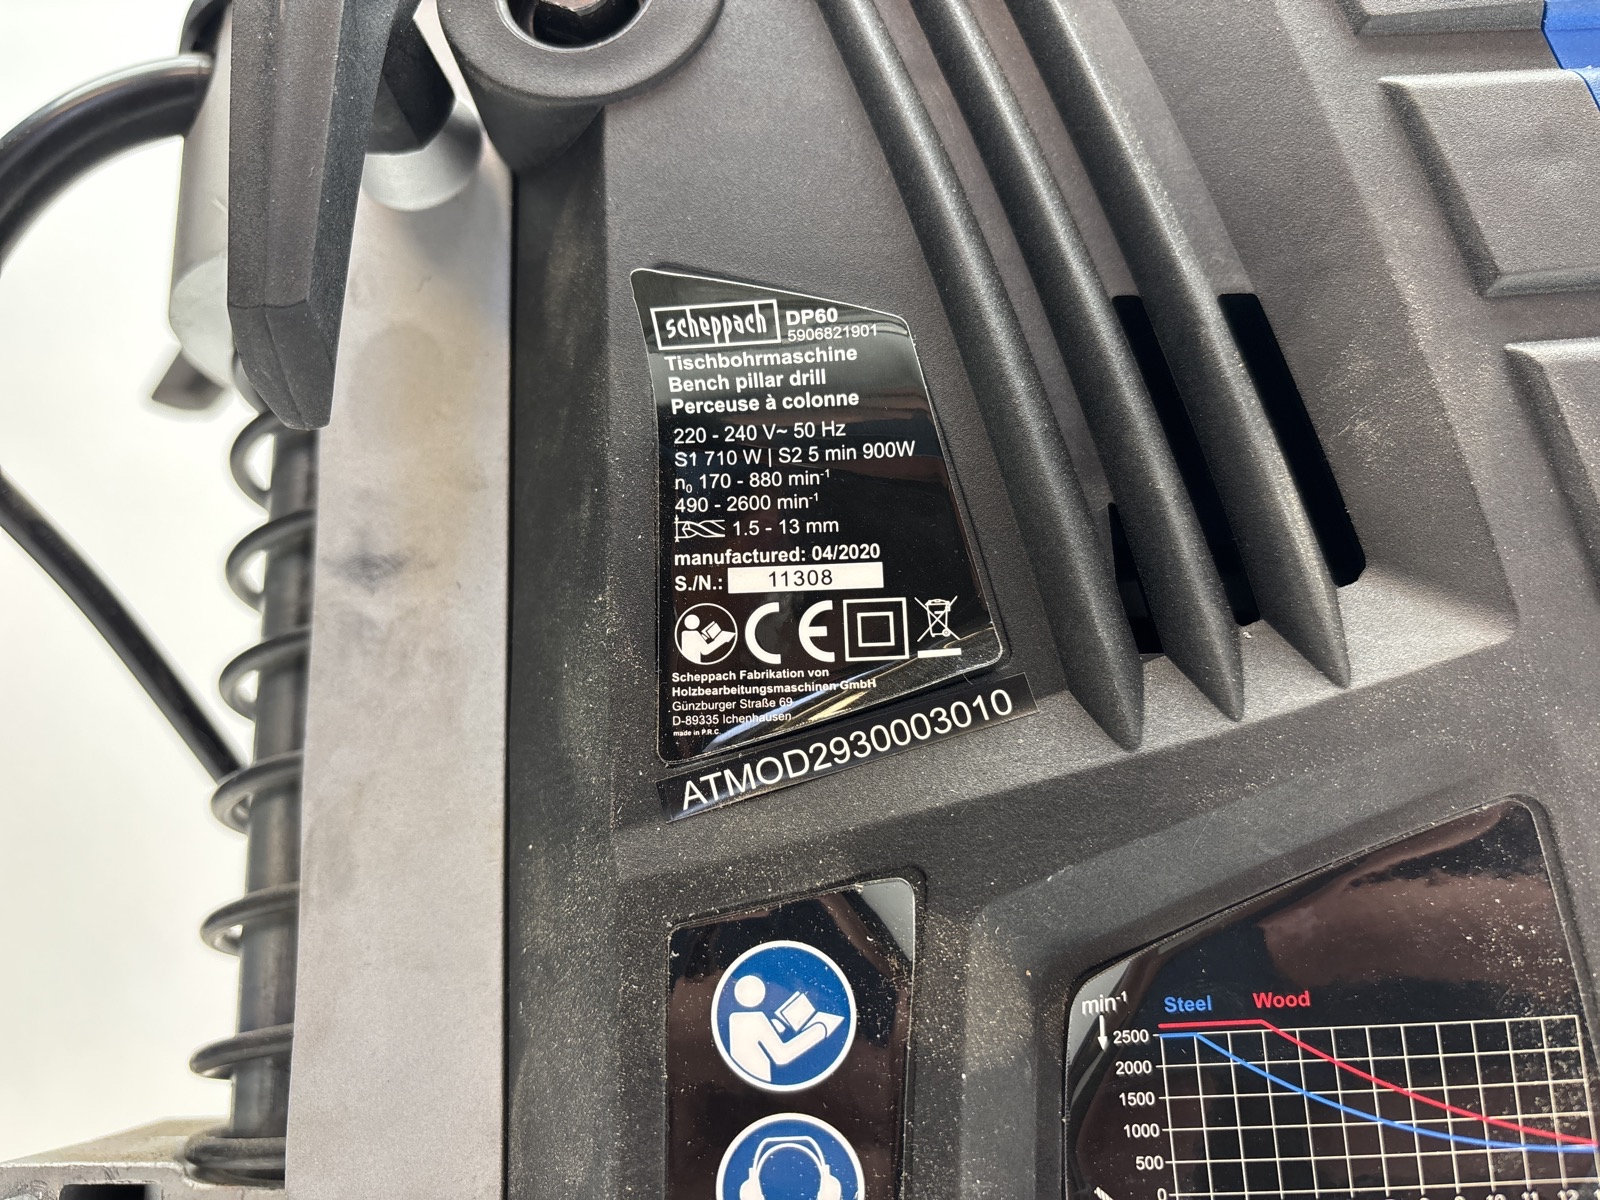 scheppach DP60
5906821901
Tischbohrmaschine
Bench pillar drill
Perceuse à colonne
220 - 240 V~ 50 Hz
S1 710 W | S2 5 min 900W
n₀ 170 - 880 min⁻¹
490 - 2600 min⁻¹
1.5 - 13 mm
manufactured: 04/2020
S./N.: 11308
CE
Scheppach Fabrikation von
Holzbearbeitungsmaschinen GmbH
Günzburger Straße 69
D-89335 Ichenhausen
made in P.R.C.
ATMOD2930003010
min⁻¹ Steel Wood
2500
2000
1500
1000
500
0